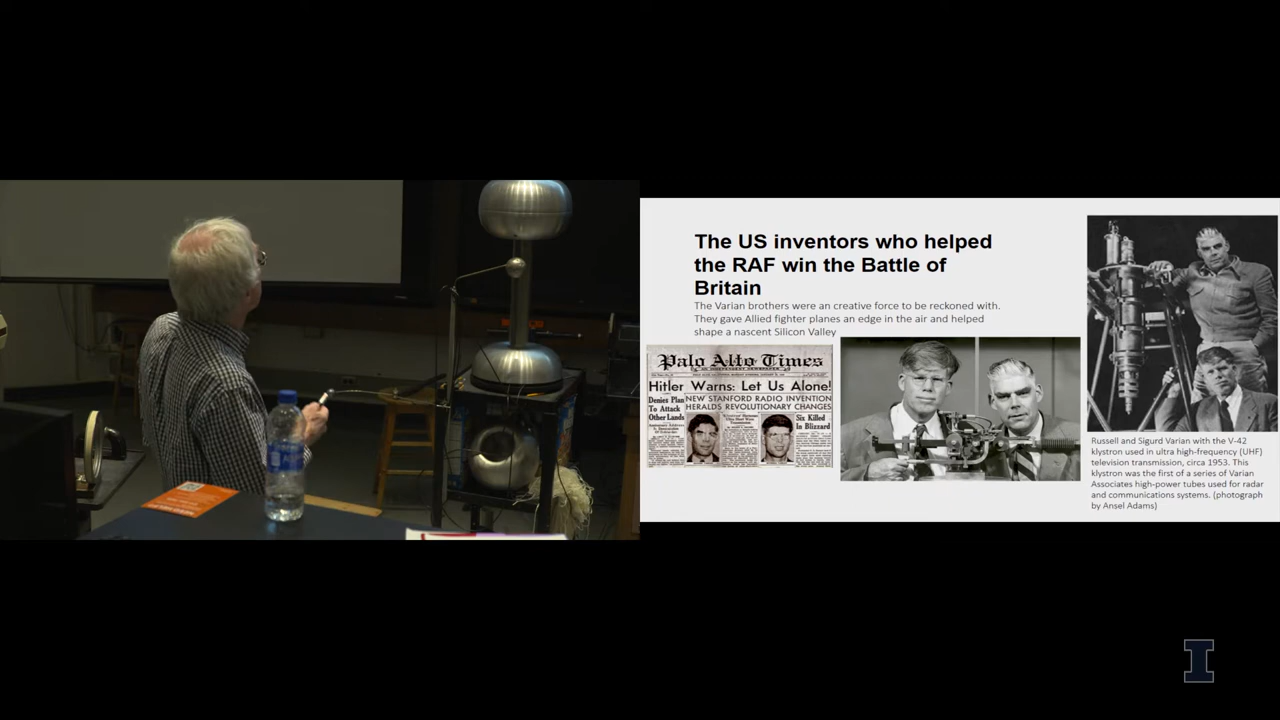 The US inventors who helped
the RAF win the Battle of
Britain
The Varian brothers were an creative force to be reckoned with.
They gave Allied fighter planes an edge in the air and helped
shape a nascent Silicon Valley
Palo Alto Times
Hitler Warns: Let Us Alone!
Denies Plan
To Attack
Other Lands
NEW STANFORD RADIO INVENTION
HERALDS REVOLUTIONARY CHANGES
Six Killed
In Blizzard
Russell and Sigurd Varian with the V-42
klystron used in ultra high-frequency (UHF)
television transmission, circa 1953. This
klystron was the first of a series of Varian
Associates high-power tubes used for radar
and communications systems. (photograph
by Ansel Adams)
I